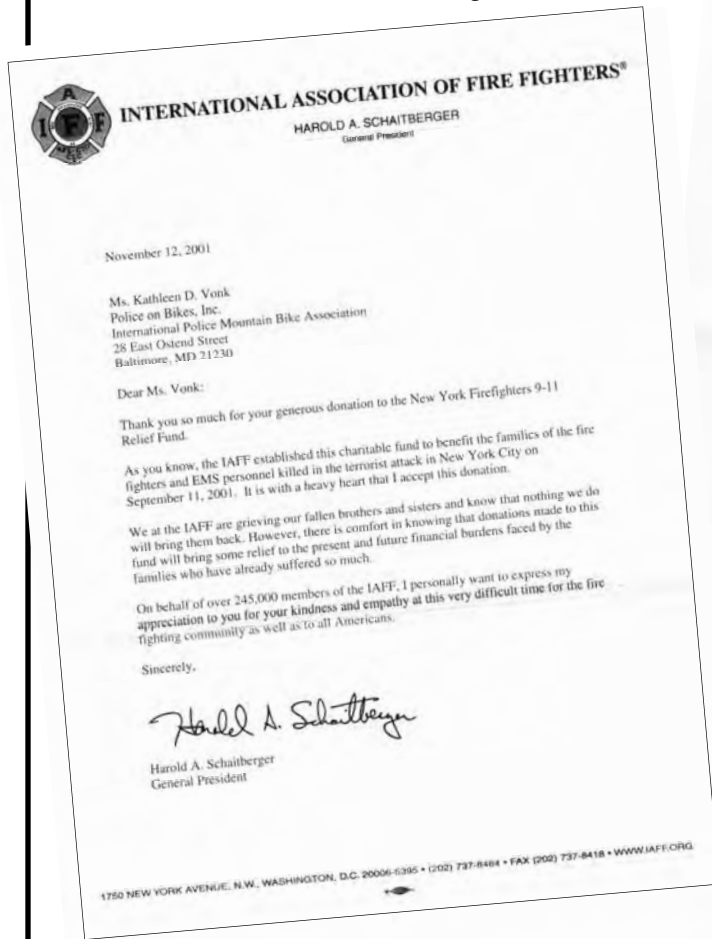 INTERNATIONAL ASSOCIATION OF FIRE FIGHTERS®
HAROLD A. SCHAITBERGER
General President
I A F F
November 12, 2001
Ms. Kathleen D. Vonk
Police on Bikes, Inc.
International Police Mountain Bike Association
28 East Ostend Street
Baltimore, MD 21230
Dear Ms. Vonk:
Thank you so much for your generous donation to the New York Firefighters 9-11
Relief Fund.
As you know, the IAFF established this charitable fund to benefit the families of the fire
fighters and EMS personnel killed in the terrorist attack in New York City on
September 11, 2001. It is with a heavy heart that I accept this donation.
We at the IAFF are grieving our fallen brothers and sisters and know that nothing we do
will bring them back. However, there is comfort in knowing that donations made to this
fund will bring some relief to the present and future financial burdens faced by the
families who have already suffered so much.
On behalf of over 245,000 members of the IAFF, I personally want to express my
appreciation to you for your kindness and empathy at this very difficult time for the fire
fighting community as well as to all Americans.
Sincerely,
Harold A. Schaitberger
Harold A. Schaitberger
General President
1750 NEW YORK AVENUE, N.W., WASHINGTON, D.C. 20006-5395 • (202) 737-8484 • FAX (202) 737-8418 • WWW.IAFF.ORG